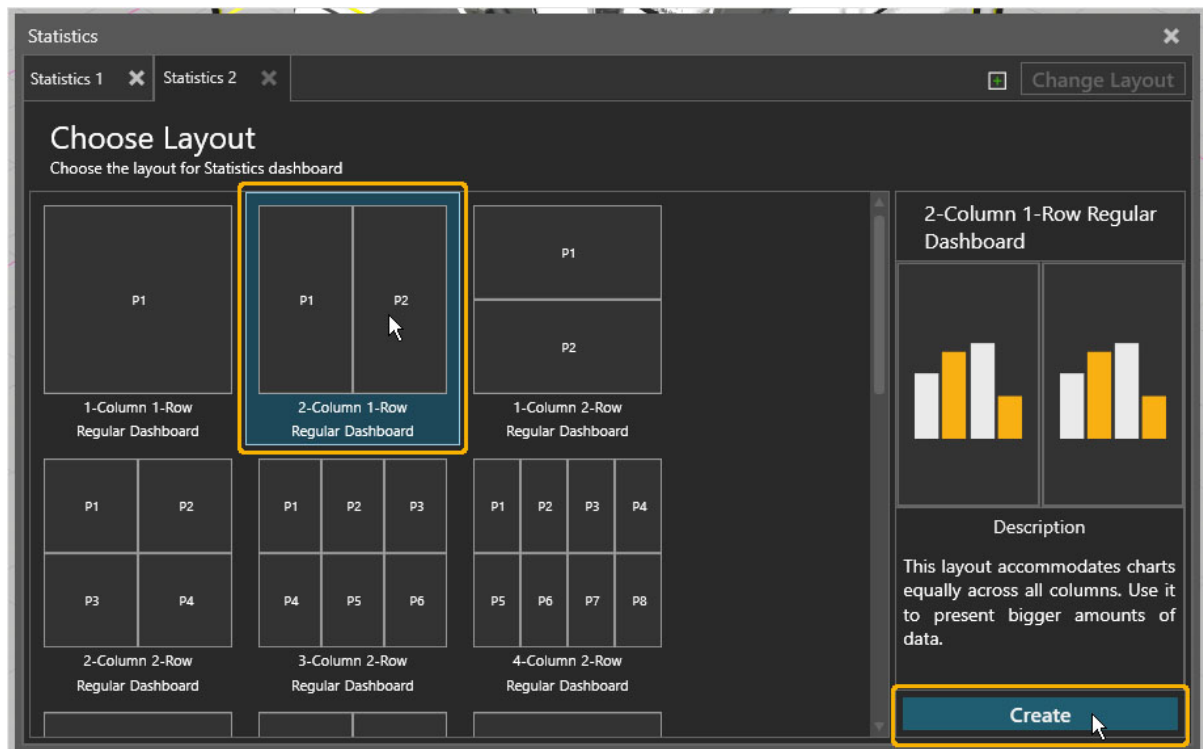 Statistics
Statistics 1
Statistics 2
Change Layout
Choose Layout
Choose the layout for Statistics dashboard
P1
1-Column 1-Row
Regular Dashboard
P1 P2
2-Column 1-Row
Regular Dashboard
P1
P2
1-Column 2-Row
Regular Dashboard
P1 P2
P3 P4
2-Column 2-Row
Regular Dashboard
P1 P2 P3
P4 P5 P6
3-Column 2-Row
Regular Dashboard
P1 P2 P3 P4
P5 P6 P7 P8
4-Column 2-Row
Regular Dashboard
2-Column 1-Row Regular
Dashboard
Description
This layout accommodates charts
equally across all columns. Use it
to present bigger amounts of
data.
Create